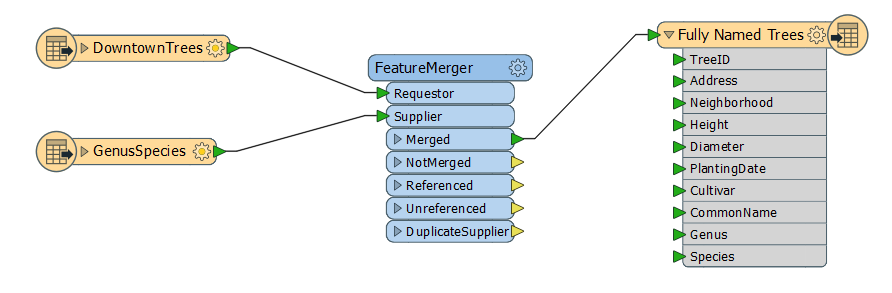 DowntownTrees
GenusSpecies
FeatureMerger
Requestor
Supplier
Merged
NotMerged
Referenced
Unreferenced
DuplicateSupplier
Fully Named Trees
TreeID
Address
Neighborhood
Height
Diameter
PlantingDate
Cultivar
CommonName
Genus
Species